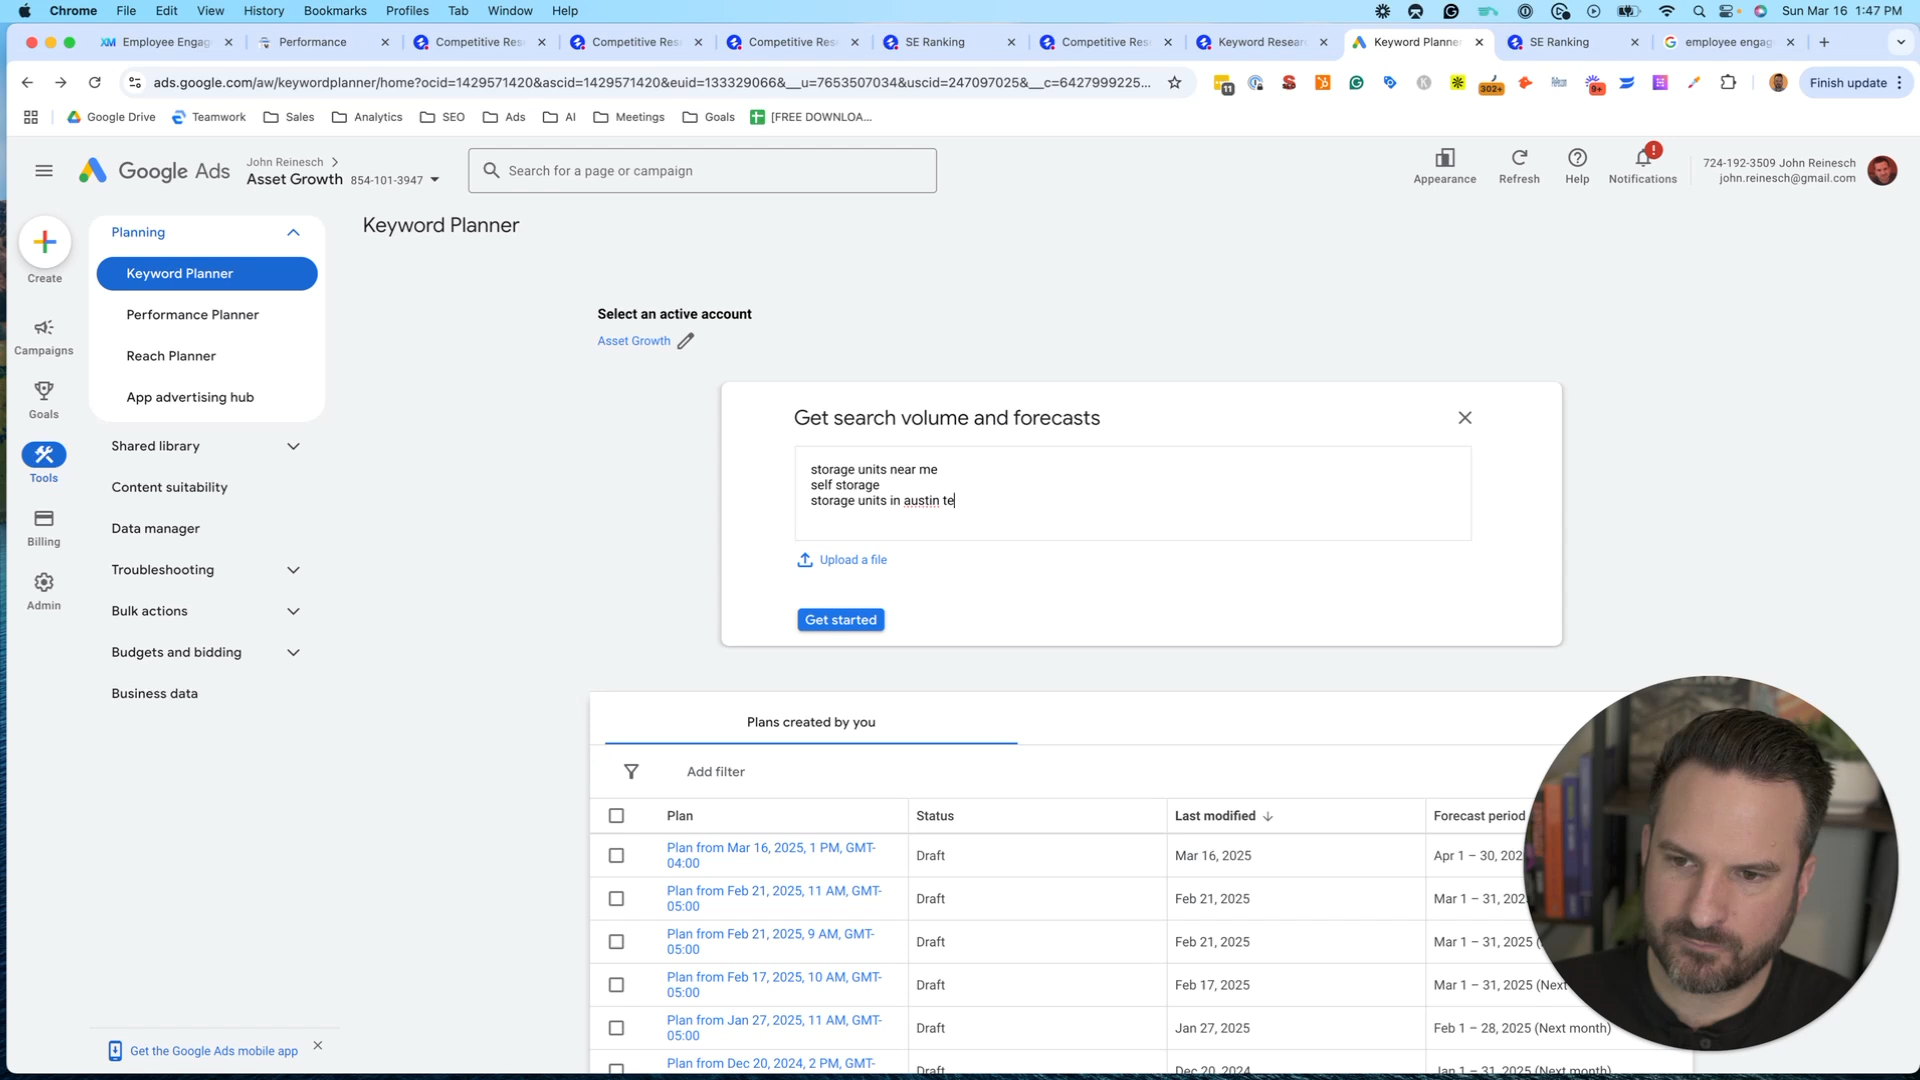 Chrome File Edit View History Bookmarks Profiles Tab Window Help
Sun Mar 16 1:47 PM
Employee Engag
Performance
Competitive Res
Competitive Res
Competitive Res
SE Ranking
Competitive Res
Keyword Researc
Keyword Planner
SE Ranking
employee engag
ads.google.com/aw/keywordplanner/home?ocid=1429571420&ascid=1429571420&euid=133329066&__u=7653507034&uscid=247097025&__c=6427999225...
11
302+
9+
Finish update
Google Drive
Teamwork
Sales
Analytics
SEO
Ads
AI
Meetings
Goals
[FREE DOWNLOA...
Google Ads
John Reinesch
Asset Growth 854-101-3947
Search for a page or campaign
Appearance
Refresh
Help
Notifications
724-192-3509 John Reinesch
john.reinesch@gmail.com
Create
Campaigns
Goals
Tools
Billing
Admin
Planning
Keyword Planner
Performance Planner
Reach Planner
App advertising hub
Shared library
Content suitability
Data manager
Troubleshooting
Bulk actions
Budgets and bidding
Business data
Get the Google Ads mobile app
Keyword Planner
Select an active account
Asset Growth
Get search volume and forecasts
storage units near me
self storage
storage units in austin te
Upload a file
Get started
Plans created by you
Add filter
Plan Status Last modified Forecast period
Plan from Mar 16, 2025, 1 PM, GMT-
04:00
Draft Mar 16, 2025 Apr 1 – 30, 202
Plan from Feb 21, 2025, 11 AM, GMT-
05:00
Draft Feb 21, 2025 Mar 1 – 31, 202
Plan from Feb 21, 2025, 9 AM, GMT-
05:00
Draft Feb 21, 2025 Mar 1 – 31, 2025 (
Plan from Feb 17, 2025, 10 AM, GMT-
05:00
Draft Feb 17, 2025 Mar 1 – 31, 2025 (Next
Plan from Jan 27, 2025, 11 AM, GMT-
05:00
Draft Jan 27, 2025 Feb 1 – 28, 2025 (Next month)
Plan from Dec 20, 2024, 2 PM, GMT-
Draft Dec 20, 2024 Jan 1 – 31, 2025 (Next month)